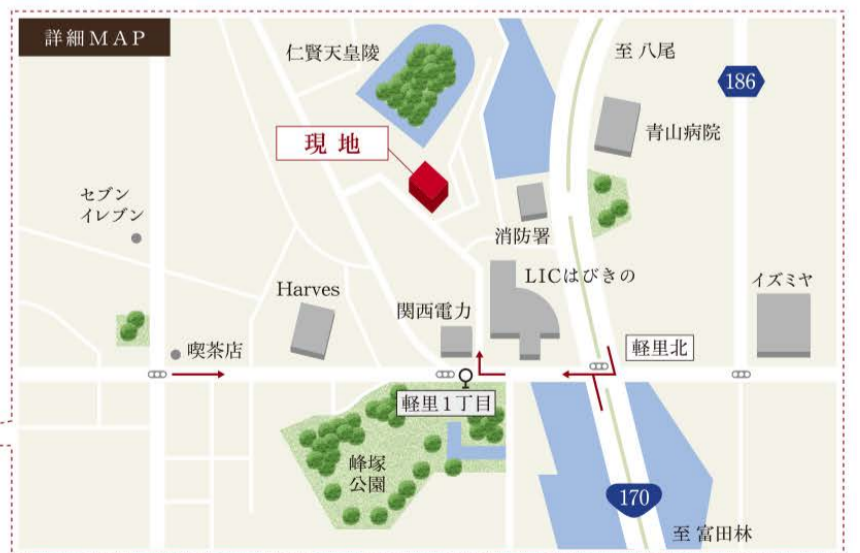 詳細MAP
仁賢天皇陵
至 八尾
186
青山病院
現 地
セブン
イレブン
消防署
LICはびきの
イズミヤ
Harves
関西電力
喫茶店
軽里北
軽里1丁目
峰塚
公園
170
至 富田林